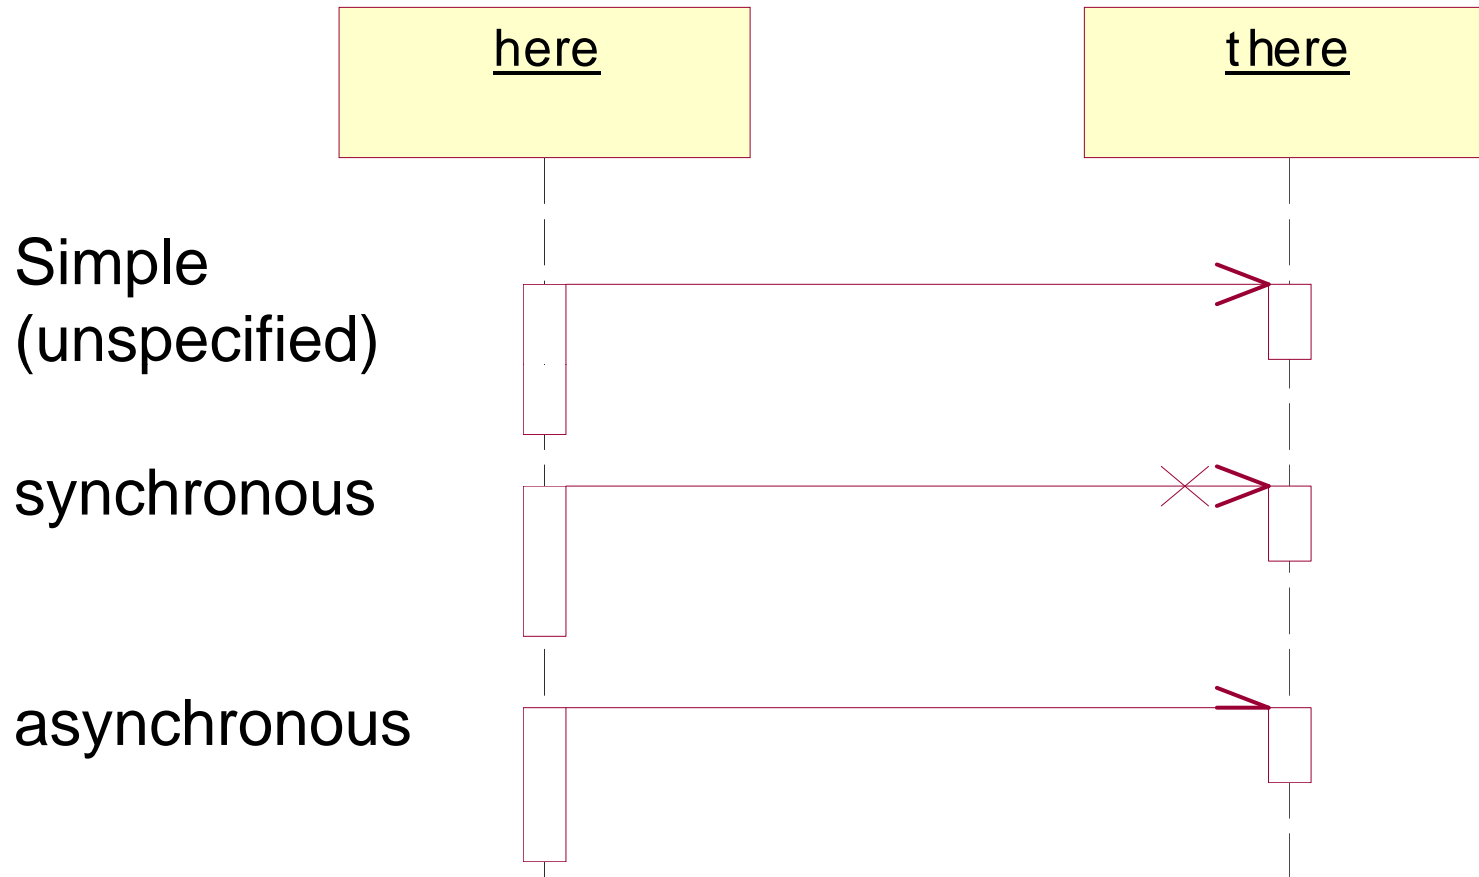 here
there
Simple
(unspecified)
synchronous
asynchronous